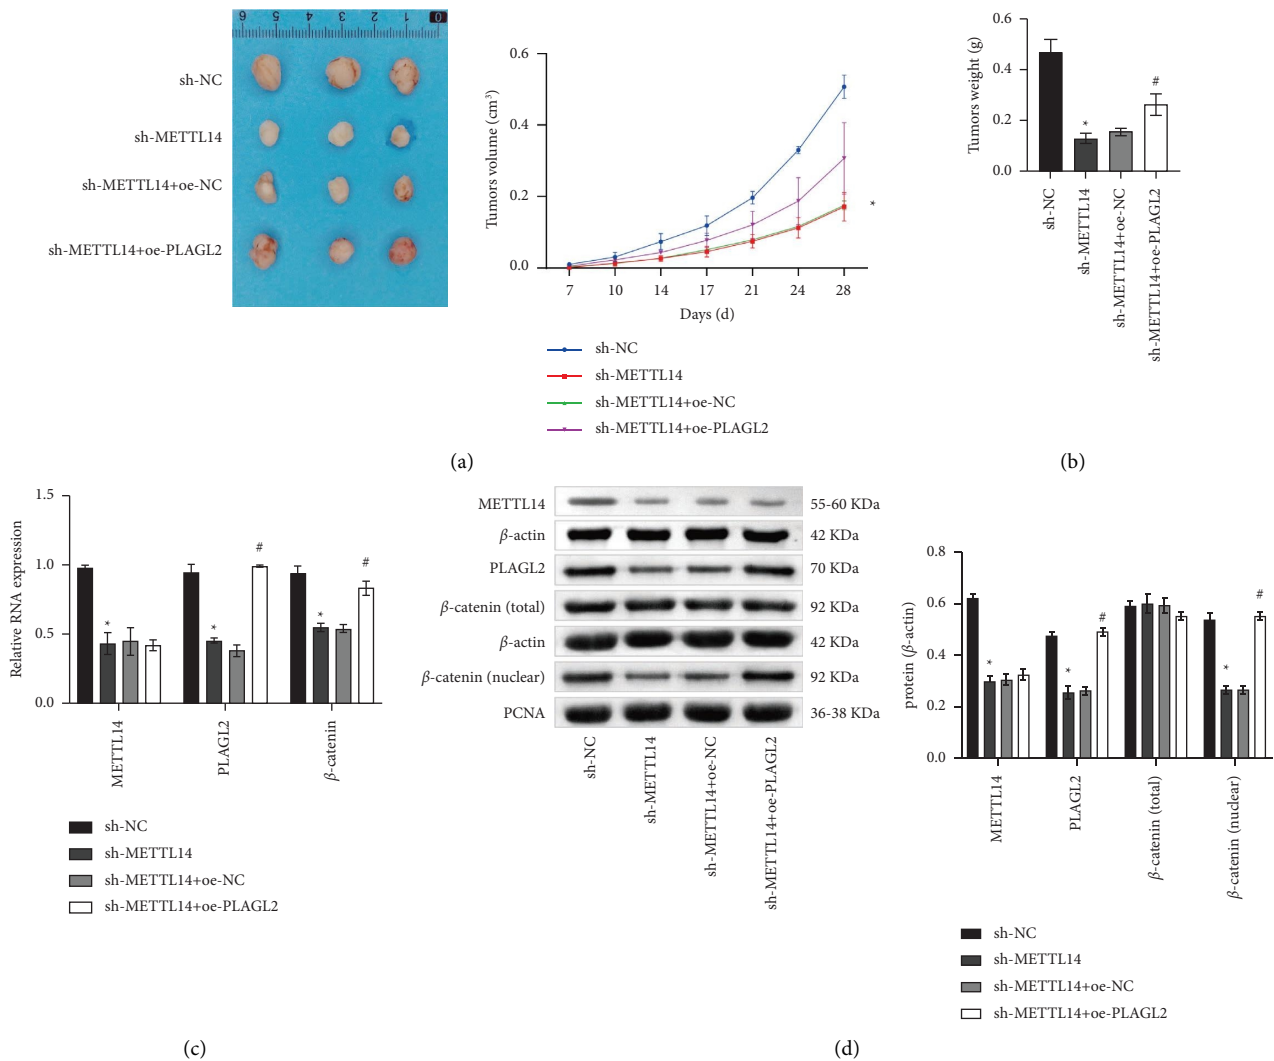 6 5 4 3 2 1 0
sh-NC
sh-METTL14
sh-METTL14+oe-NC
sh-METTL14+oe-PLAGL2
Tumors volume (cm³)
0.6
0.4
0.2
0.0
7 10 14 17 21 24 28
Days (d)
*
sh-NC
sh-METTL14
sh-METTL14+oe-NC
sh-METTL14+oe-PLAGL2
(a)
Tumors weight (g)
0.6
0.4
0.2
0.0
* #
sh-NC
sh-METTL14
sh-METTL14+oe-NC
sh-METTL14+oe-PLAGL2
(b)
Relative RNA expression
1.5
1.0
0.5
0.0
* * # * #
METTL14
PLAGL2
β-catenin
sh-NC
sh-METTL14
sh-METTL14+oe-NC
sh-METTL14+oe-PLAGL2
(c)
METTL14 55-60 KDa
β-actin 42 KDa
PLAGL2 70 KDa
β-catenin (total) 92 KDa
β-actin 42 KDa
β-catenin (nuclear) 92 KDa
PCNA 36-38 KDa
sh-NC
sh-METTL14
sh-METTL14+oe-NC
sh-METTL14+oe-PLAGL2
protein (β-actin)
0.8
0.6
0.4
0.2
0.0
* * # * #
METTL14
PLAGL2
β-catenin (total)
β-catenin (nuclear)
sh-NC
sh-METTL14
sh-METTL14+oe-NC
sh-METTL14+oe-PLAGL2
(d)